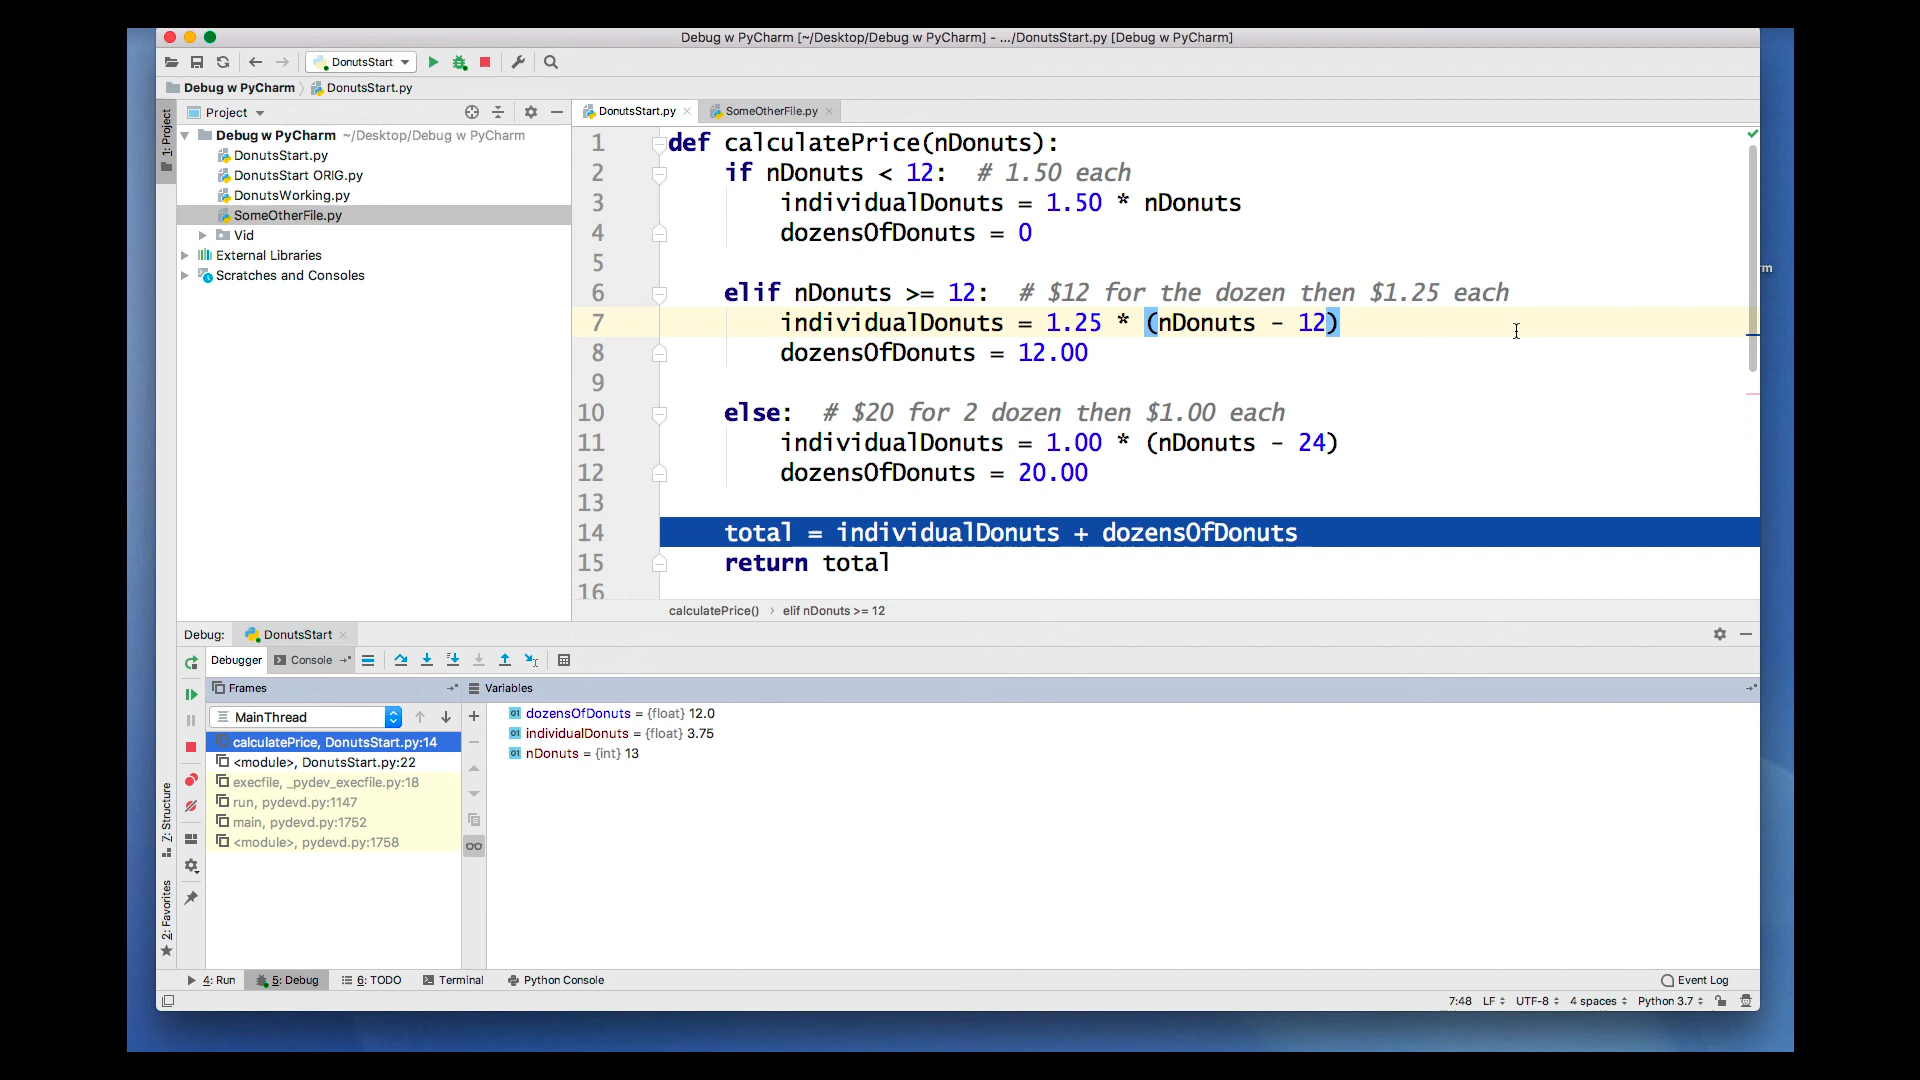 Debug w PyCharm [~/Desktop/Debug w PyCharm] - .../DonutsStart.py [Debug w PyCharm]
DonutsStart
Debug w PyCharm DonutsStart.py
1: Project
Project
DonutsStart.py SomeOtherFile.py
Debug w PyCharm ~/Desktop/Debug w PyCharm
DonutsStart.py
DonutsStart ORIG.py
DonutsWorking.py
SomeOtherFile.py
Vid
External Libraries
Scratches and Consoles
1 def calculatePrice(nDonuts):
2 if nDonuts < 12: # 1.50 each
3 individualDonuts = 1.50 * nDonuts
4 dozensOfDonuts = 0
5
6 elif nDonuts >= 12: # $12 for the dozen then $1.25 each
7 individualDonuts = 1.25 * (nDonuts - 12)
8 dozensOfDonuts = 12.00
9
10 else: # $20 for 2 dozen then $1.00 each
11 individualDonuts = 1.00 * (nDonuts - 24)
12 dozensOfDonuts = 20.00
13
14 total = individualDonuts + dozensOfDonuts
15 return total
16
calculatePrice() › elif nDonuts >= 12
rm
Debug: DonutsStart
Debugger Console
Frames
Variables
MainThread
calculatePrice, DonutsStart.py:14
<module>, DonutsStart.py:22
execfile, _pydev_execfile.py:18
run, pydevd.py:1147
main, pydevd.py:1752
<module>, pydevd.py:1758
dozensOfDonuts = {float} 12.0
individualDonuts = {float} 3.75
nDonuts = {int} 13
7: Structure
2: Favorites
4: Run 5: Debug 6: TODO Terminal Python Console Event Log
7:48 LF UTF-8 4 spaces Python 3.7